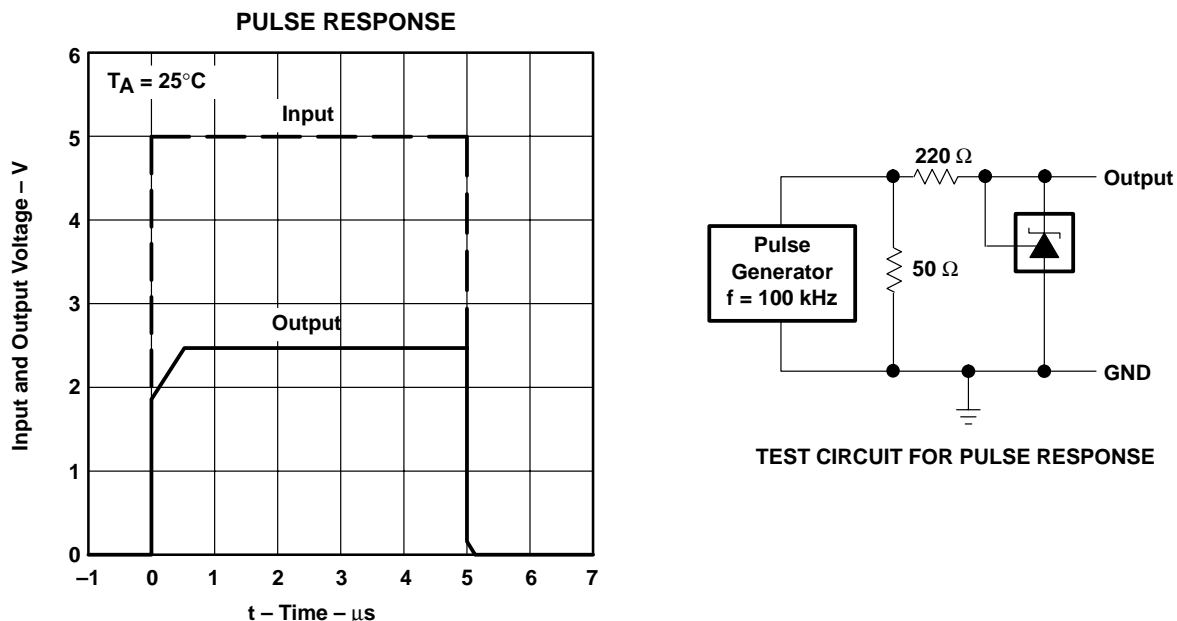 PULSE RESPONSE
Input and Output Voltage – V
6
5
4
3
2
1
0
TA = 25°C
Input
Output
–1 0 1 2 3 4 5 6 7
t – Time – μs
220 Ω
Output
Pulse
Generator
f = 100 kHz
50 Ω
GND
TEST CIRCUIT FOR PULSE RESPONSE